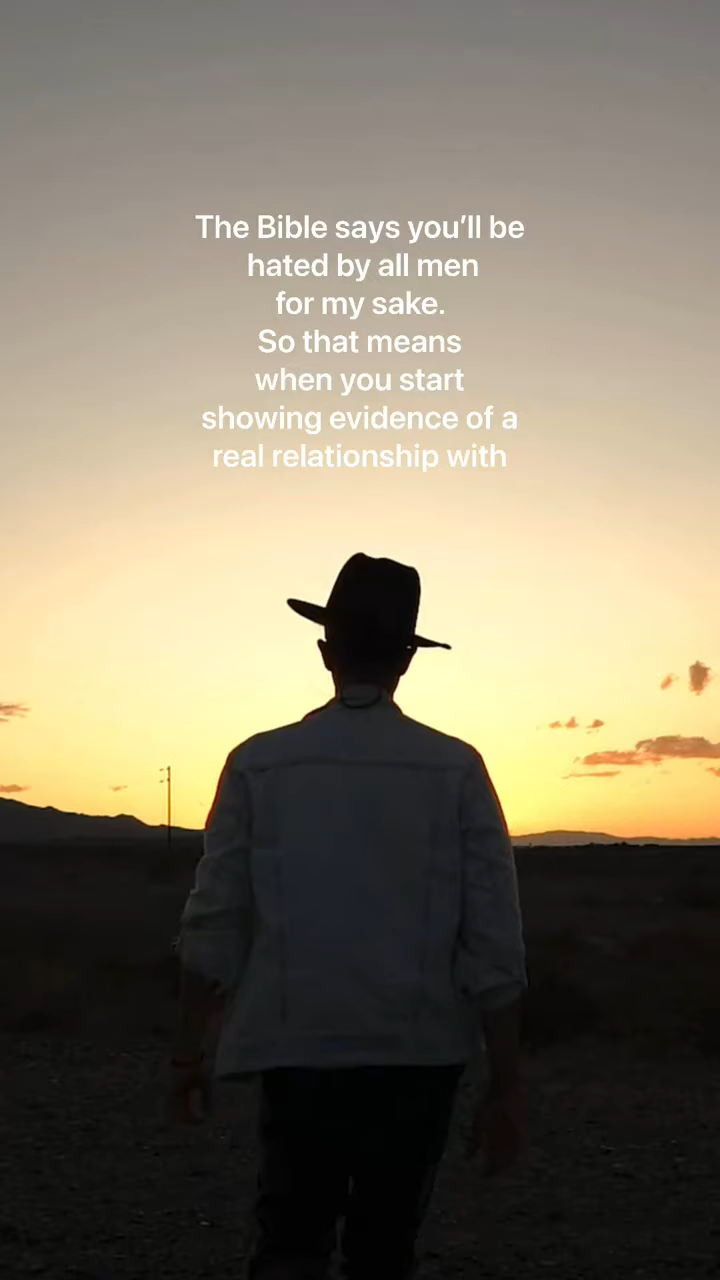 The Bible says you’ll be
hated by all men
for my sake.
So that means
when you start
showing evidence of a
real relationship with